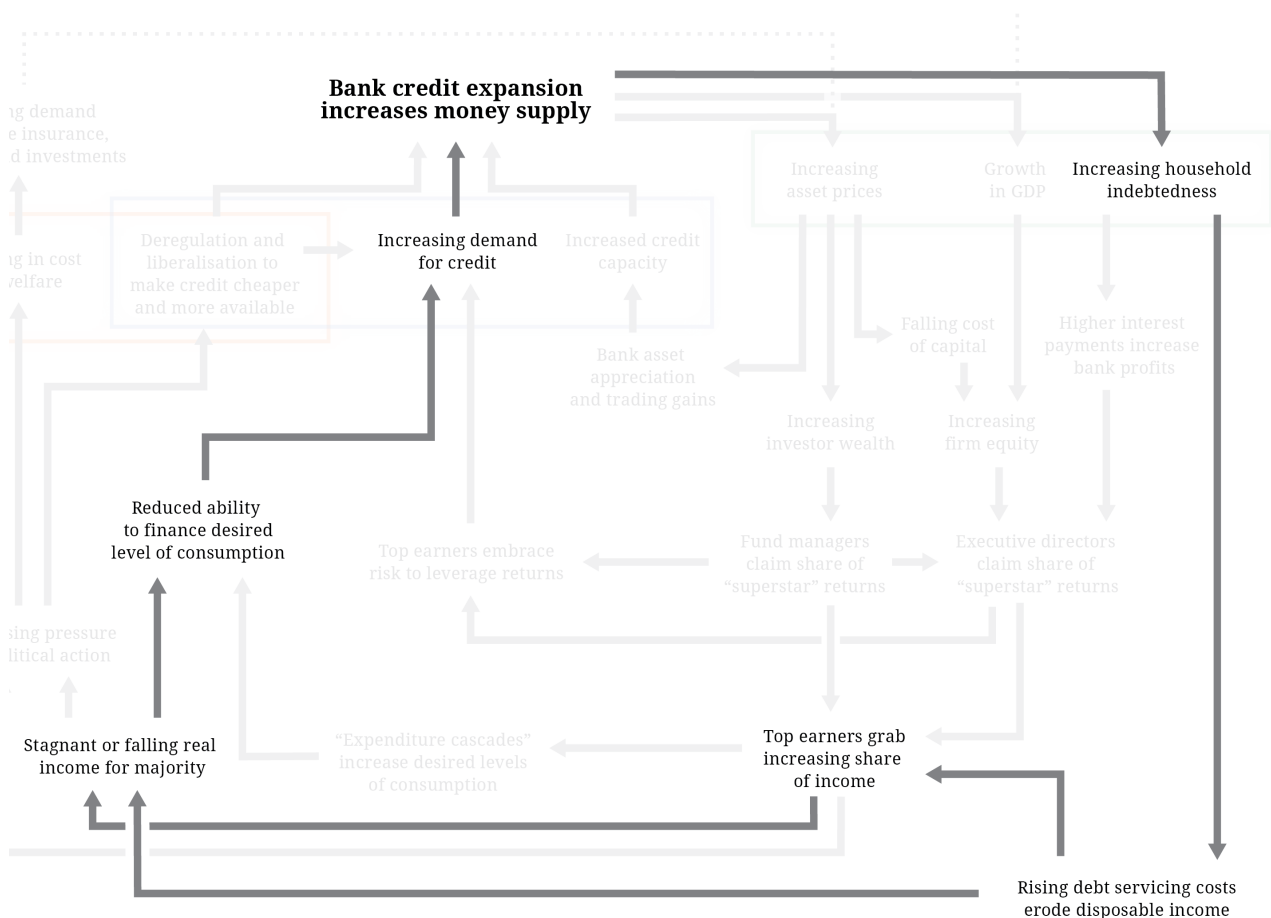 Bank credit expansion
increases money supply
ng demand
e insurance,
d investments
Increasing
asset prices
Growth
in GDP
Increasing household
indebtedness
Deregulation and
liberalisation to
make credit cheaper
and more available
Increasing demand
for credit
Increased credit
capacity
ng in cost
welfare
Bank asset
appreciation
and trading gains
Falling cost
of capital
Higher interest
payments increase
bank profits
Increasing
investor wealth
Increasing
firm equity
Reduced ability
to finance desired
level of consumption
Top earners embrace
risk to leverage returns
Fund managers
claim share of
“superstar” returns
Executive directors
claim share of
“superstar” returns
sing pressure
litical action
Stagnant or falling real
income for majority
“Expenditure cascades”
increase desired levels
of consumption
Top earners grab
increasing share
of income
Rising debt servicing costs
erode disposable income